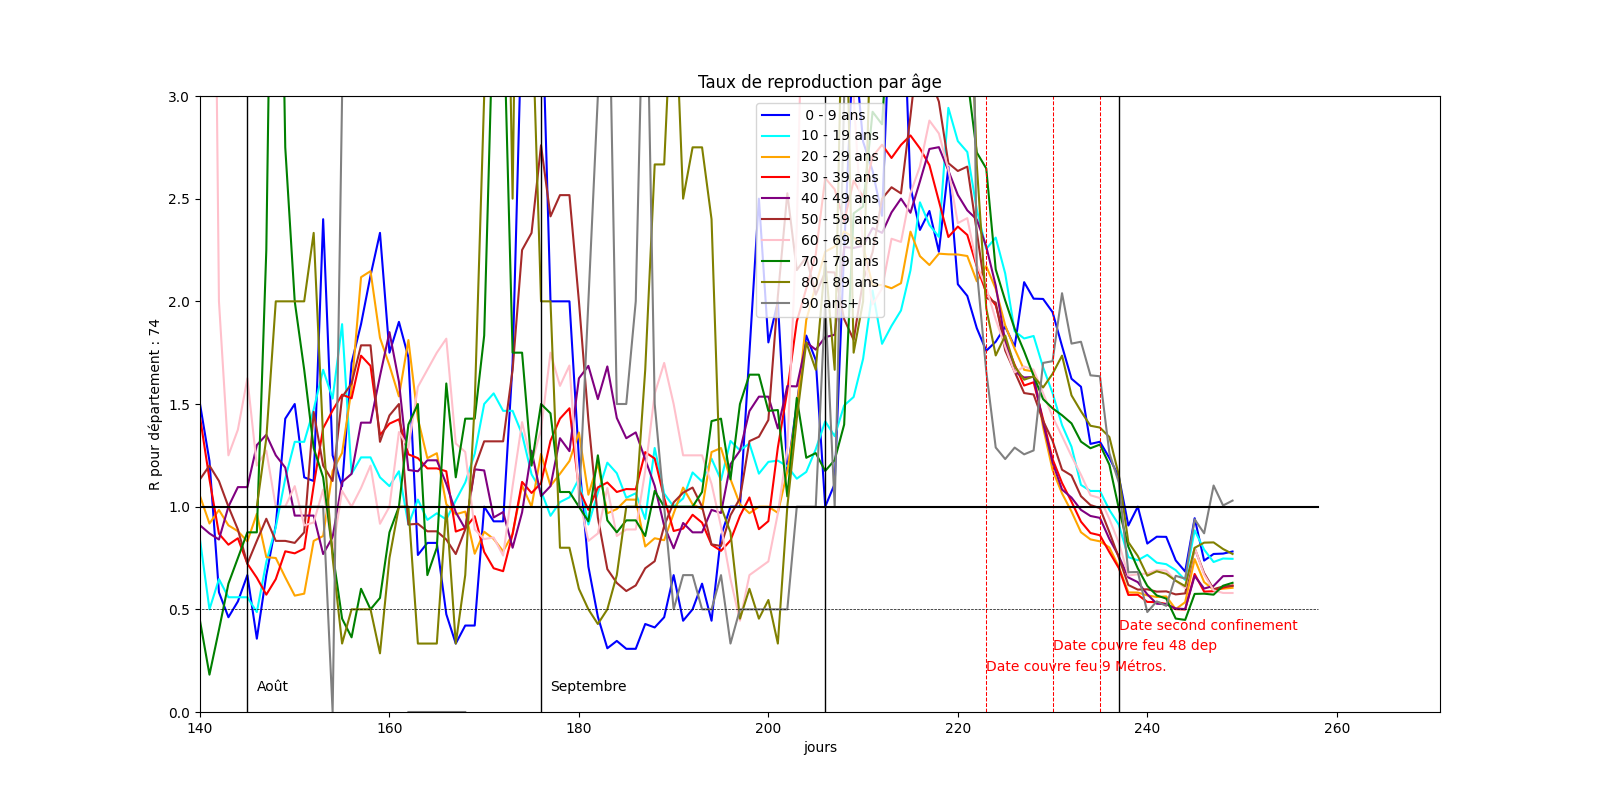 Taux de reproduction par âge
3.0
2.5
2.0
1.5
1.0
0.5
0.0
R pour département : 74
0 - 9 ans
10 - 19 ans
20 - 29 ans
30 - 39 ans
40 - 49 ans
50 - 59 ans
60 - 69 ans
70 - 79 ans
80 - 89 ans
90 ans+
Date second confinement
Date couvre feu 48 dep
Date couvre feu 9 Métros.
Août
Septembre
140 160 180 200 220 240 260
jours